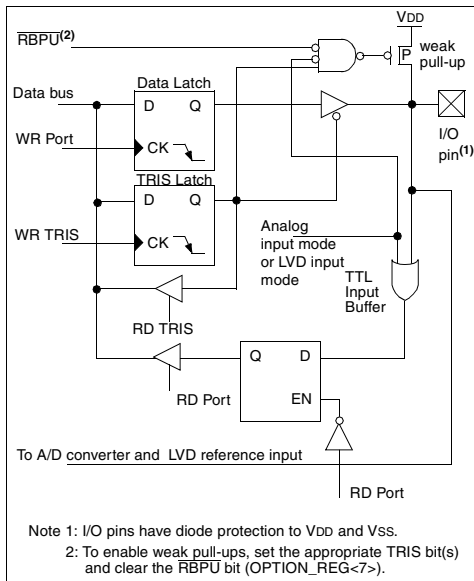 RBPU(2)
VDD
P
weak
pull-up
Data bus
Data Latch
D Q
WR Port
CK
I/O
pin(1)
TRIS Latch
D Q
WR TRIS
CK
Analog
input mode
or LVD input
mode
TTL
Input
Buffer
RD TRIS
Q D
RD Port
EN
To A/D converter and LVD reference input
RD Port
Note 1: I/O pins have diode protection to VDD and VSS.
2: To enable weak pull-ups, set the appropriate TRIS bit(s)
and clear the RBPU bit (OPTION_REG<7>).